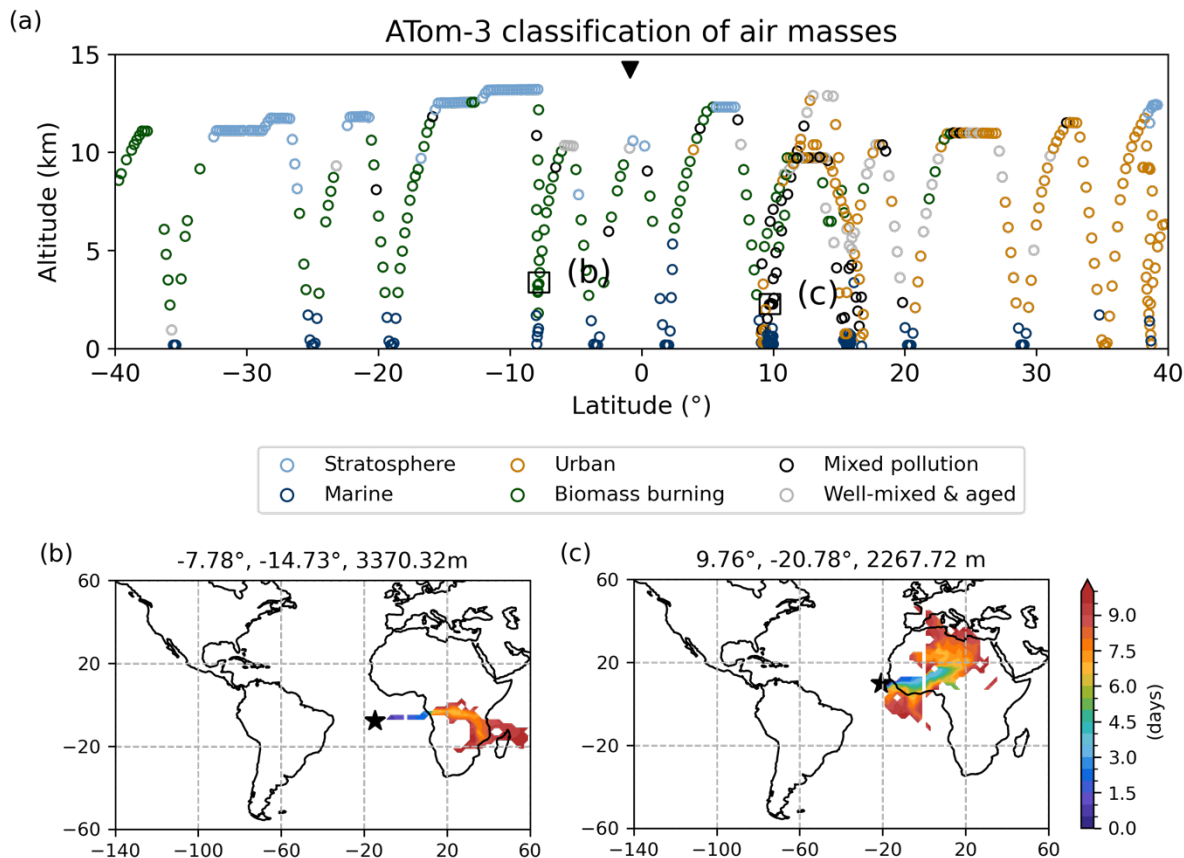 (a)
ATom-3 classification of air masses
15
10
5
0
Altitude (km)
(b)
(c)
−40 −30 −20 −10 0 10 20 30 40
Latitude (°)
Stratosphere Urban Mixed pollution
Marine Biomass burning Well-mixed & aged
(b)
-7.78°, -14.73°, 3370.32m
60
20
−20
−60
−140 −100 −60 −20 20 60
(c)
9.76°, -20.78°, 2267.72 m
60
20
−20
−60
−140 −100 −60 −20 20 60
9.0
7.5
6.0
4.5
3.0
1.5
0.0
(days)